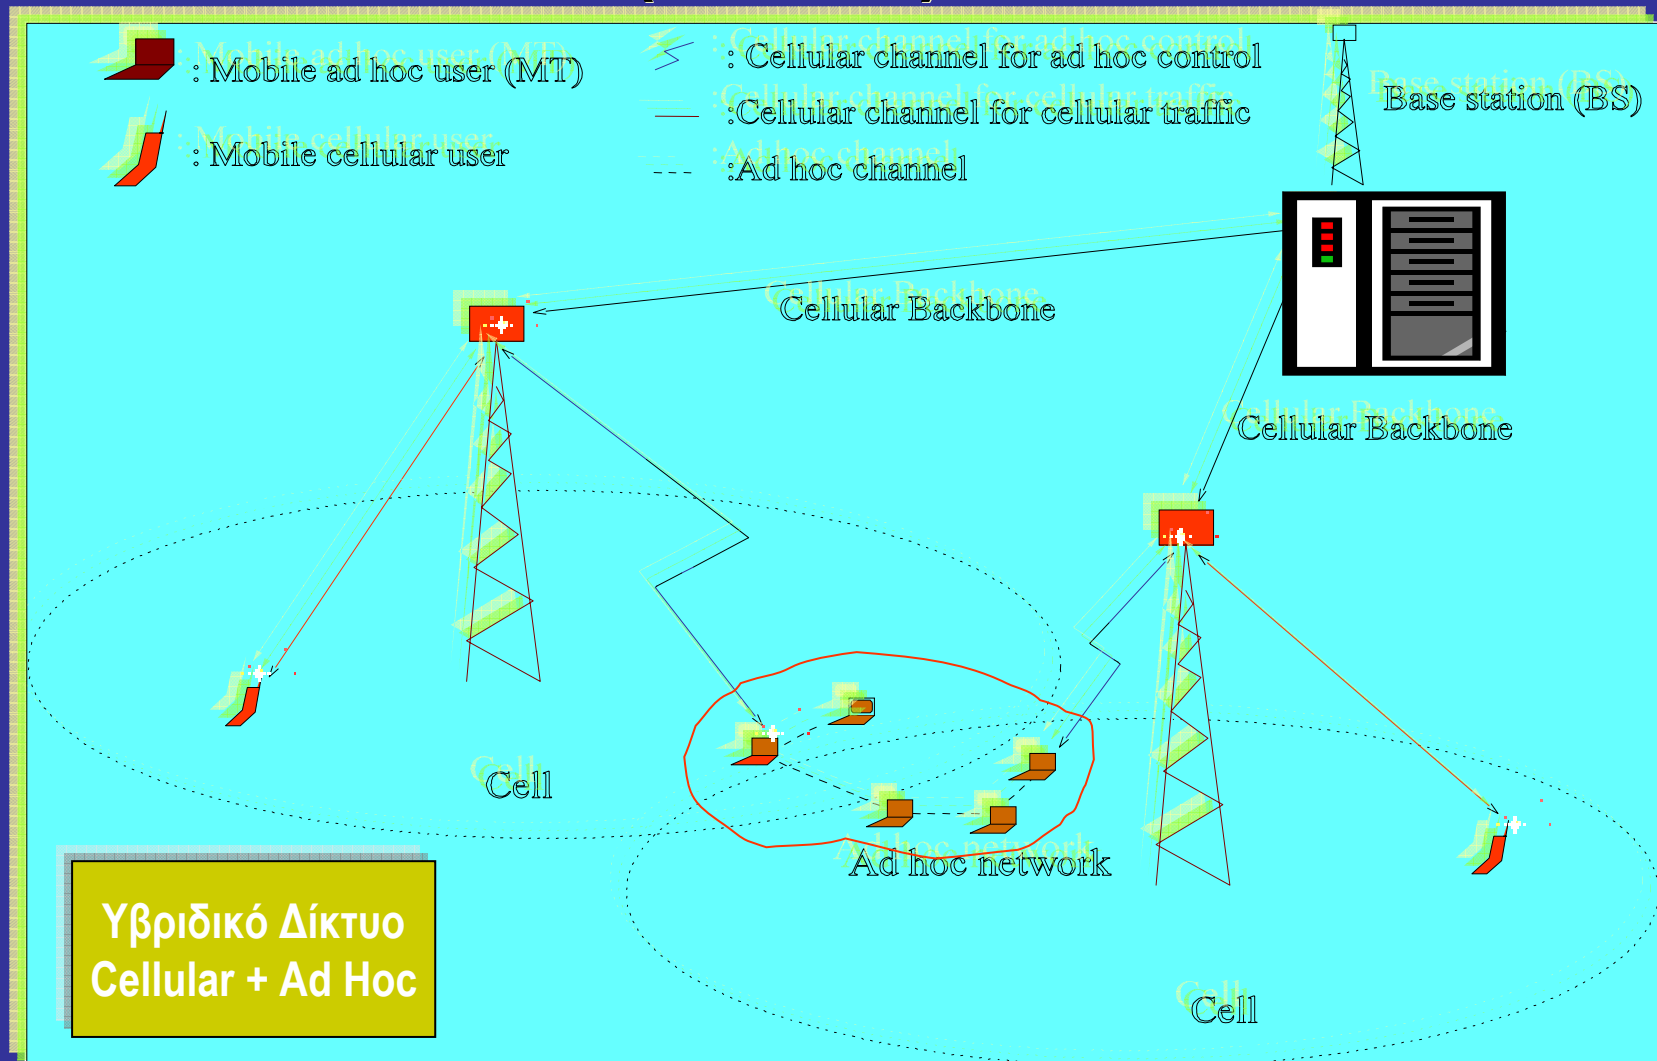 : Mobile ad hoc user (MT)
: Mobile cellular user
: Cellular channel for ad hoc control
:Cellular channel for cellular traffic
:Ad hoc channel
Base station (BS)
Cellular Backbone
Cellular Backbone
Cell
Ad hoc network
Cell
Υβριδικό Δίκτυο
Cellular + Ad Hoc